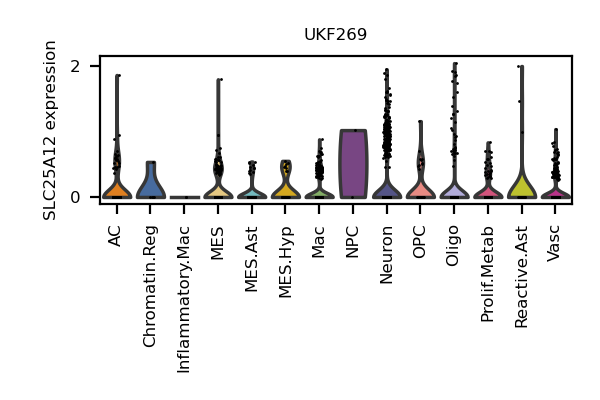 UKF269
SLC25A12 expression
2
0
AC
Chromatin.Reg
Inflammatory.Mac
MES
MES.Ast
MES.Hyp
Mac
NPC
Neuron
OPC
Oligo
Prolif.Metab
Reactive.Ast
Vasc